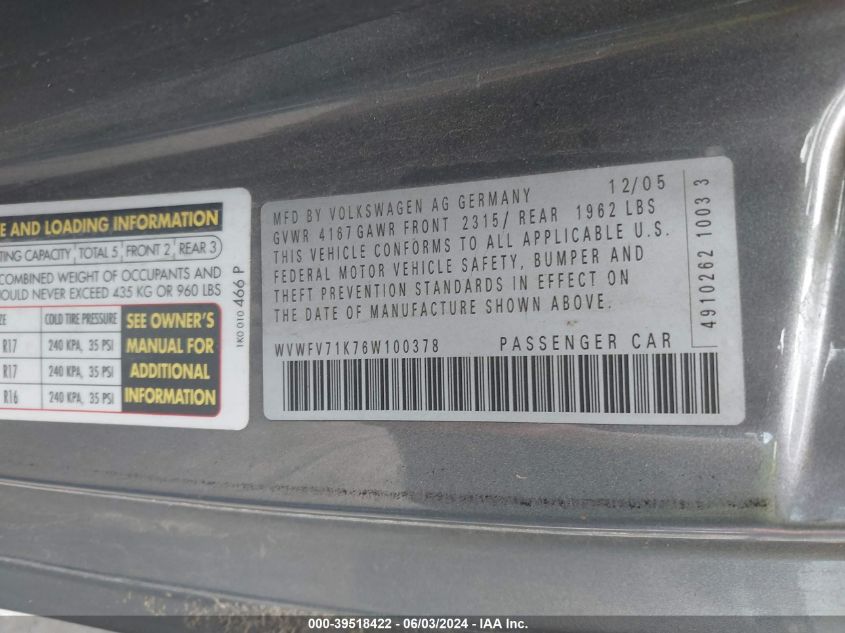 E AND LOADING INFORMATION
TING CAPACITY TOTAL 5 FRONT 2 REAR 3
COMBINED WEIGHT OF OCCUPANTS AND
OULD NEVER EXCEED 435 KG OR 960 LBS
ZE COLD TIRE PRESSURE
R17 240 KPA, 35 PSI
R17 240 KPA, 35 PSI
R16 240 KPA, 35 PSI
SEE OWNER'S
MANUAL FOR
ADDITIONAL
INFORMATION
1K0 010 466 P
MFD BY VOLKSWAGEN AG GERMANY 12/05
GVWR 4167 GAWR FRONT 2315/ REAR 1962 LBS
THIS VEHICLE CONFORMS TO ALL APPLICABLE U.S.
FEDERAL MOTOR VEHICLE SAFETY, BUMPER AND
THEFT PREVENTION STANDARDS IN EFFECT ON
THE DATE OF MANUFACTURE SHOWN ABOVE.
WVWFV71K76W100378 PASSENGER CAR
4910262 1003 3
000-39518422 - 06/03/2024 - IAA Inc.